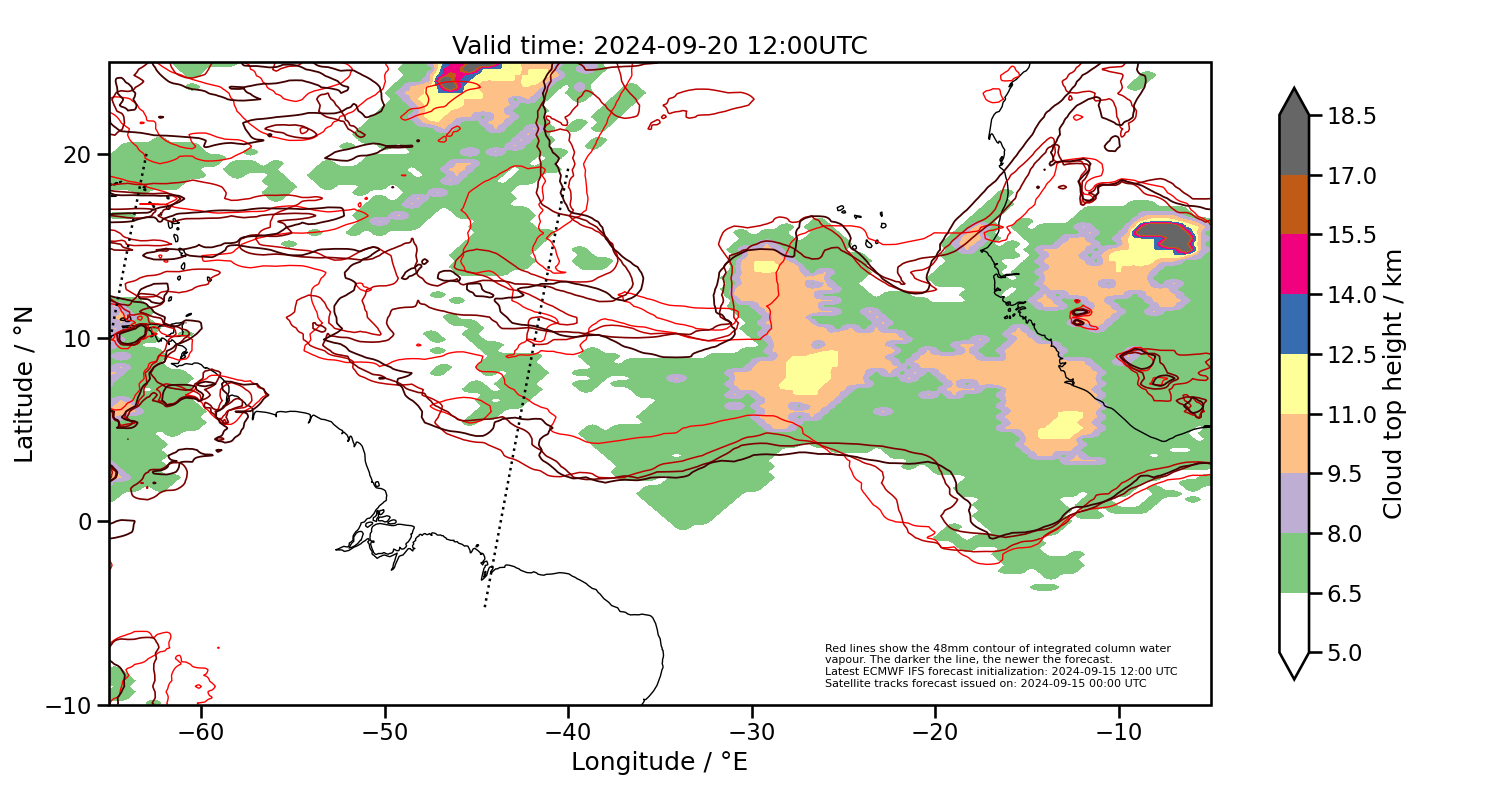 Valid time: 2024-09-20 12:00UTC
20
10
0
−10
Latitude / °N
−60
−50
−40
−30
−20
−10
Longitude / °E
Red lines show the 48mm contour of integrated column water
vapour. The darker the line, the newer the forecast.
Latest ECMWF IFS forecast initialization: 2024-09-15 12:00 UTC
Satellite tracks forecast issued on: 2024-09-15 00:00 UTC
18.5
17.0
15.5
14.0
12.5
11.0
9.5
8.0
6.5
5.0
Cloud top height / km